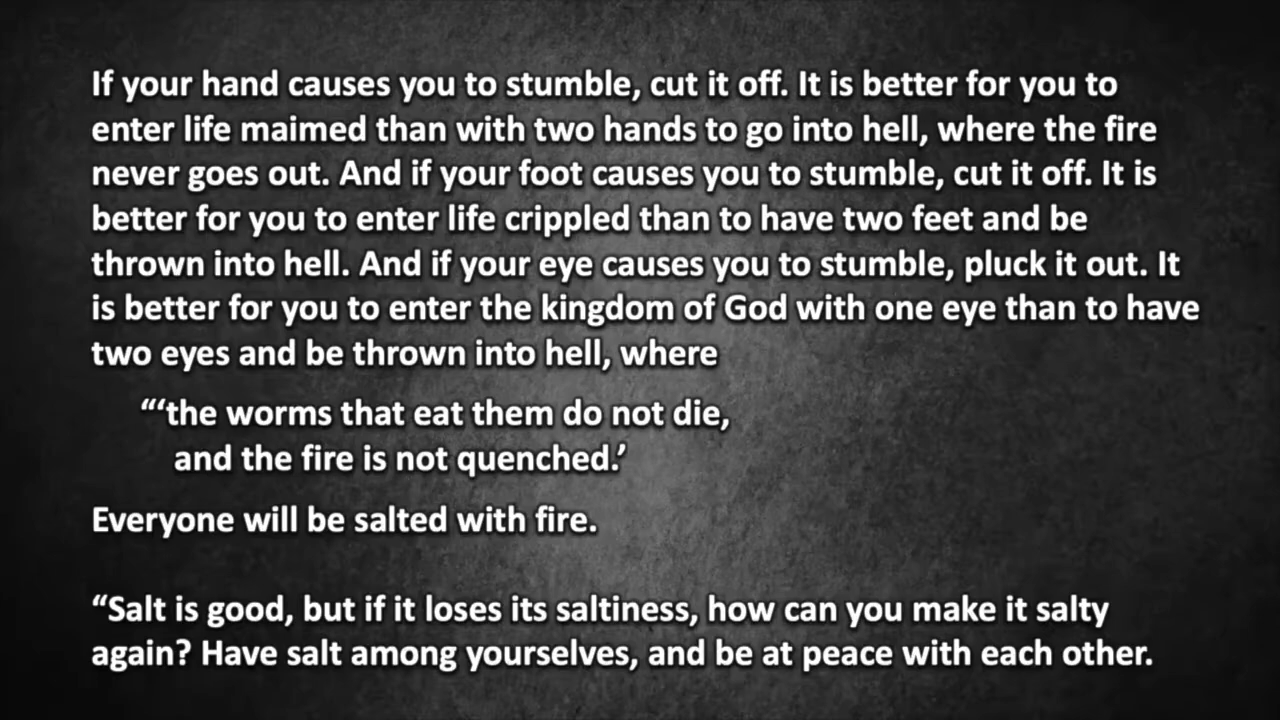 If your hand causes you to stumble, cut it off. It is better for you to
enter life maimed than with two hands to go into hell, where the fire
never goes out. And if your foot causes you to stumble, cut it off. It is
better for you to enter life crippled than to have two feet and be
thrown into hell. And if your eye causes you to stumble, pluck it out. It
is better for you to enter the kingdom of God with one eye than to have
two eyes and be thrown into hell, where
“‘the worms that eat them do not die,
and the fire is not quenched.’
Everyone will be salted with fire.
“Salt is good, but if it loses its saltiness, how can you make it salty
again? Have salt among yourselves, and be at peace with each other.